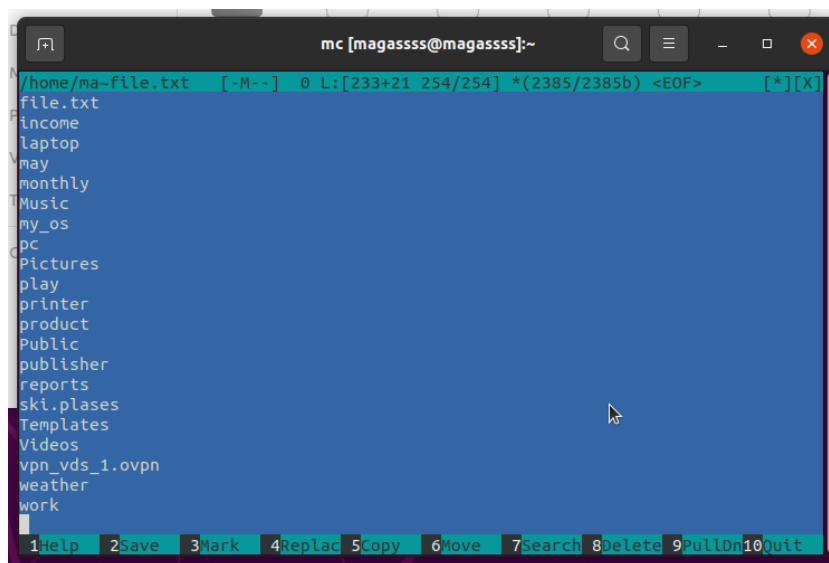 mc [magassss@magassss]:~
/home/ma~file.txt [-M--] 0 L:[233+21 254/254] *(2385/2385b) <EOF> [*][X]
file.txt
income
laptop
may
monthly
Music
my_os
pc
Pictures
play
printer
product
Public
publisher
reports
ski.plases
Templates
Videos
vpn_vds_1.ovpn
weather
work
1Help 2Save 3Mark 4Replac 5Copy 6Move 7Search 8Delete 9PullDn 10Quit